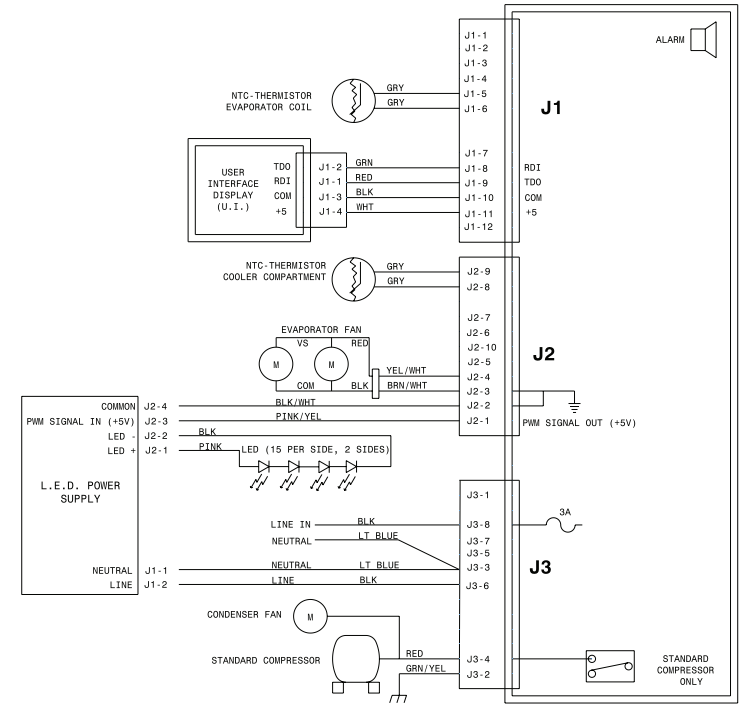 ALARM
J1-1
J1-2
J1-3
J1-4
J1-5
J1-6
J1
NTC-THERMISTOR
EVAPORATOR COIL
GRY
GRY
J1-7
J1-8
J1-9
J1-10
J1-11
J1-12
RDI
TDO
COM
+5
USER
INTERFACE
DISPLAY
(U.I.)
TDO
RDI
COM
+5
J1-2
J1-1
J1-3
J1-4
GRN
RED
BLK
WHT
NTC-THERMISTOR
COOLER COMPARTMENT
GRY
GRY
J2-9
J2-8
J2-7
J2-6
J2-10
J2-5
J2-4
J2-3
J2-2
J2-1
J2
EVAPORATOR FAN
VS
RED
M
M
COM
BLK
YEL/WHT
BRN/WHT
BLK/WHT
PINK/YEL
PWM SIGNAL OUT (+5V)
COMMON
PWM SIGNAL IN (+5V)
LED -
LED +
J2-4
J2-3
J2-2
J2-1
BLK
PINK
LED (15 PER SIDE, 2 SIDES)
L.E.D. POWER
SUPPLY
NEUTRAL
LINE
J1-1
J1-2
J3-1
J3-8
J3-7
J3-5
J3-3
J3-6
J3
3A
LINE IN
BLK
NEUTRAL
LT BLUE
NEUTRAL
LT BLUE
LINE
BLK
CONDENSER FAN
M
STANDARD COMPRESSOR
RED
GRN/YEL
J3-4
J3-2
STANDARD
COMPRESSOR
ONLY